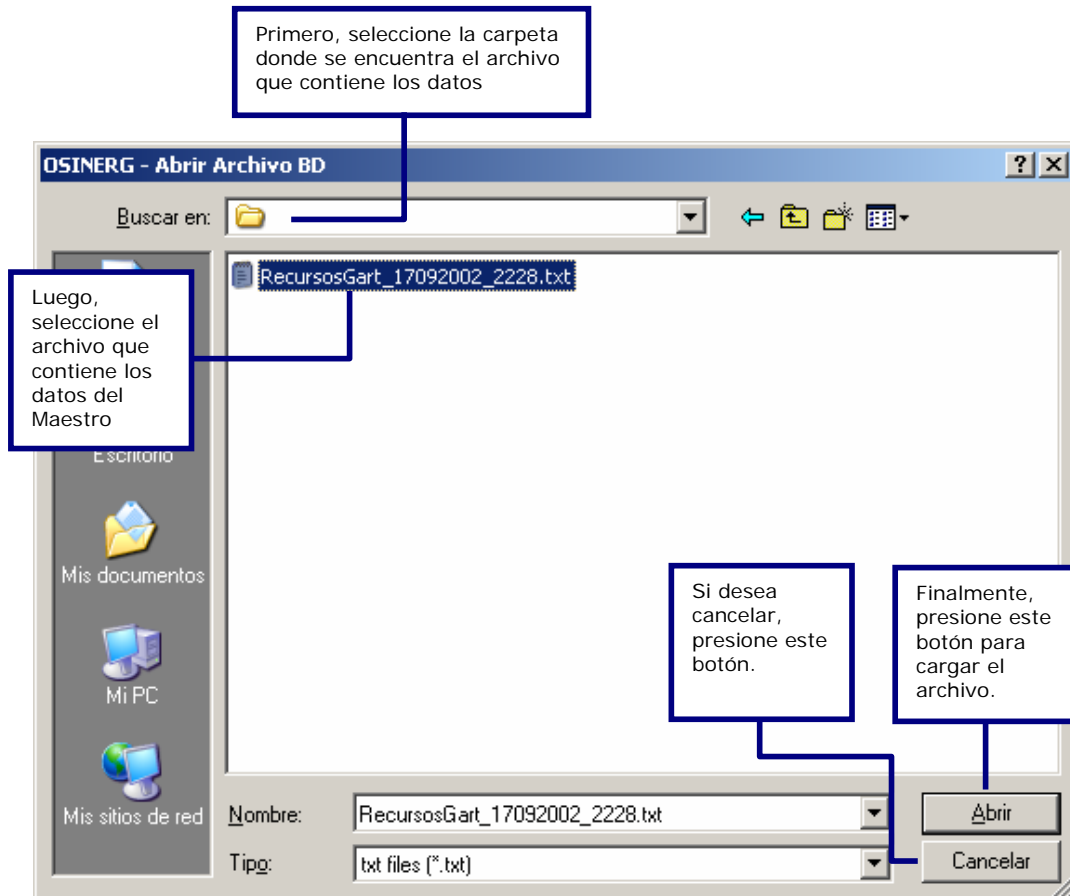 Primero, seleccione la carpeta
donde se encuentra el archivo
que contiene los datos
OSINERG - Abrir Archivo BD
Buscar en:
RecursosGart_17092002_2228.txt
Luego,
seleccione el
archivo que
contiene los
datos del
Maestro
Escritorio
Mis documentos
Mi PC
Mis sitios de red
Si desea
cancelar,
presione este
botón.
Finalmente,
presione este
botón para
cargar el
archivo.
Nombre:
RecursosGart_17092002_2228.txt
Abrir
Tipo:
txt files (*.txt)
Cancelar